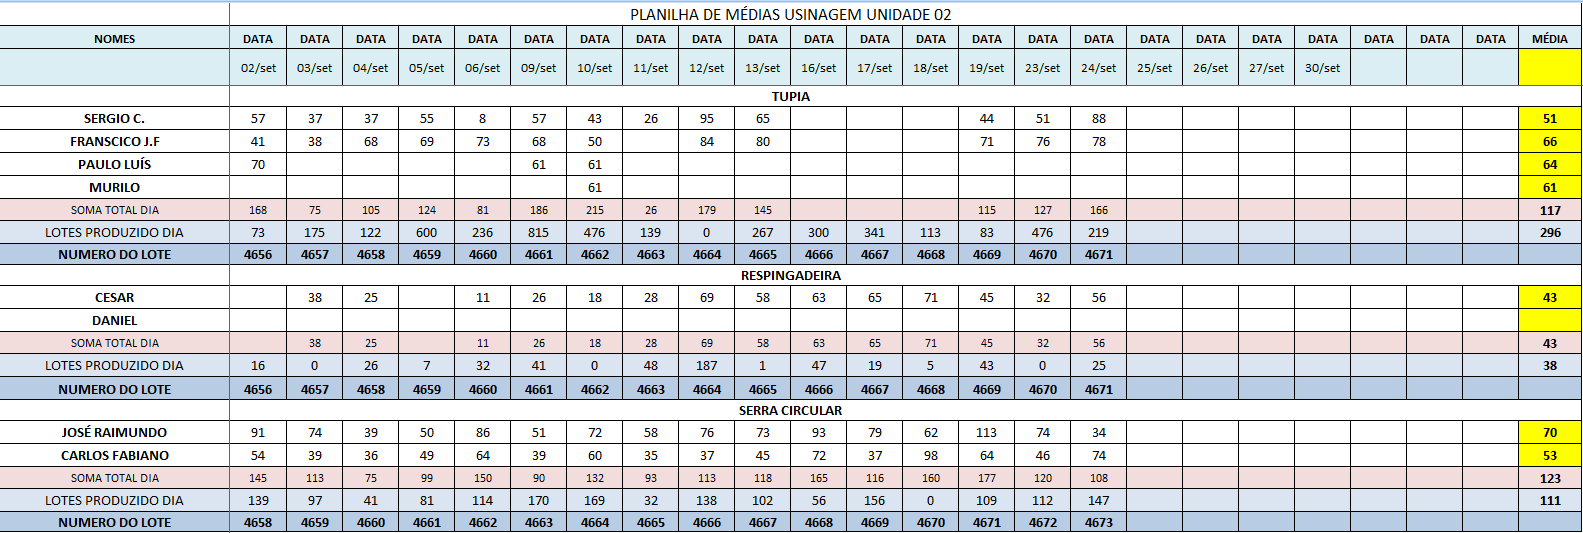 PLANILHA DE MÉDIAS USINAGEM UNIDADE 02
NOMES DATA DATA DATA DATA DATA DATA DATA DATA DATA DATA DATA DATA DATA DATA DATA DATA DATA DATA DATA DATA DATA DATA DATA MÉDIA
02/set 03/set 04/set 05/set 06/set 09/set 10/set 11/set 12/set 13/set 16/set 17/set 18/set 19/set 23/set 24/set 25/set 26/set 27/set 30/set
TUPIA
SERGIO C. 57 37 37 55 8 57 43 26 95 65 44 51 88 51
FRANSCICO J.F 41 38 68 69 73 68 50 84 80 71 76 78 66
PAULO LUÍS 70 61 61 64
MURILO 61 61
SOMA TOTAL DIA 168 75 105 124 81 186 215 26 179 145 115 127 166 117
LOTES PRODUZIDO DIA 73 175 122 600 236 815 476 139 0 267 300 341 113 83 476 219 296
NUMERO DO LOTE 4656 4657 4658 4659 4660 4661 4662 4663 4664 4665 4666 4667 4668 4669 4670 4671
RESPINGADEIRA
CESAR 38 25 11 26 18 28 69 58 63 65 71 45 32 56 43
DANIEL
SOMA TOTAL DIA 38 25 11 26 18 28 69 58 63 65 71 45 32 56 43
LOTES PRODUZIDO DIA 16 0 26 7 32 41 0 48 187 1 47 19 5 43 0 25 38
NUMERO DO LOTE 4656 4657 4658 4659 4660 4661 4662 4663 4664 4665 4666 4667 4668 4669 4670 4671
SERRA CIRCULAR
JOSÉ RAIMUNDO 91 74 39 50 86 51 72 58 76 73 93 79 62 113 74 34 70
CARLOS FABIANO 54 39 36 49 64 39 60 35 37 45 72 37 98 64 46 74 53
SOMA TOTAL DIA 145 113 75 99 150 90 132 93 113 118 165 116 160 177 120 108 123
LOTES PRODUZIDO DIA 139 97 41 81 114 170 169 32 138 102 56 156 0 109 112 147 111
NUMERO DO LOTE 4658 4659 4660 4661 4662 4663 4664 4665 4666 4667 4668 4669 4670 4671 4672 4673